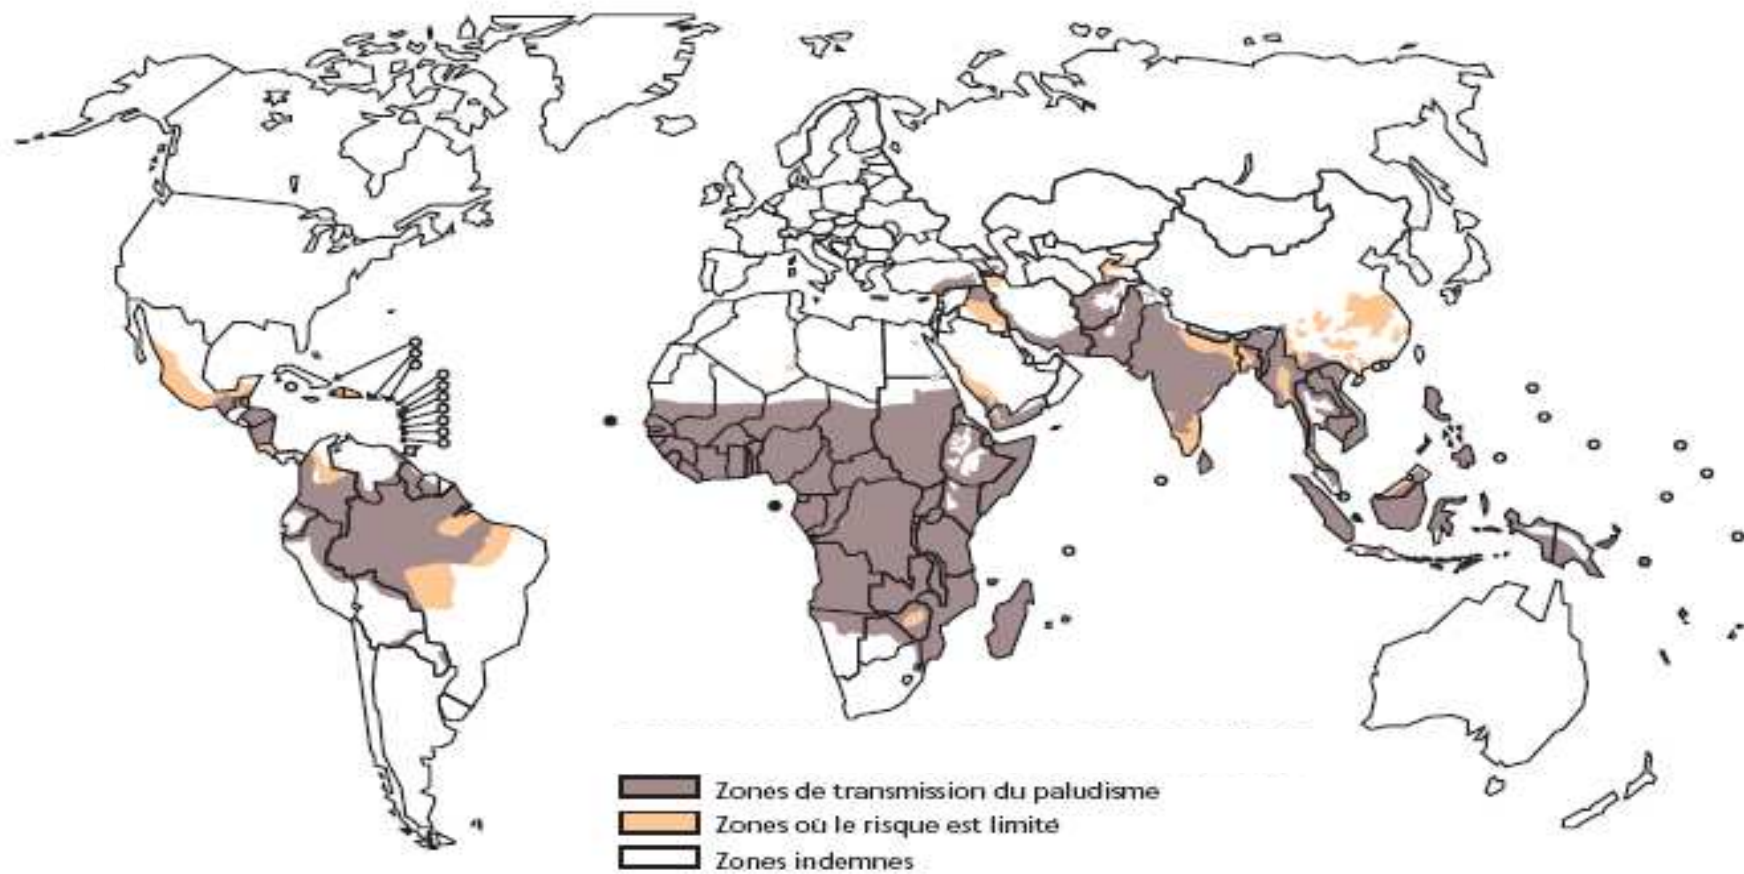 Zones de transmission du paludisme
Zones où le risque est limité
Zones indemnes